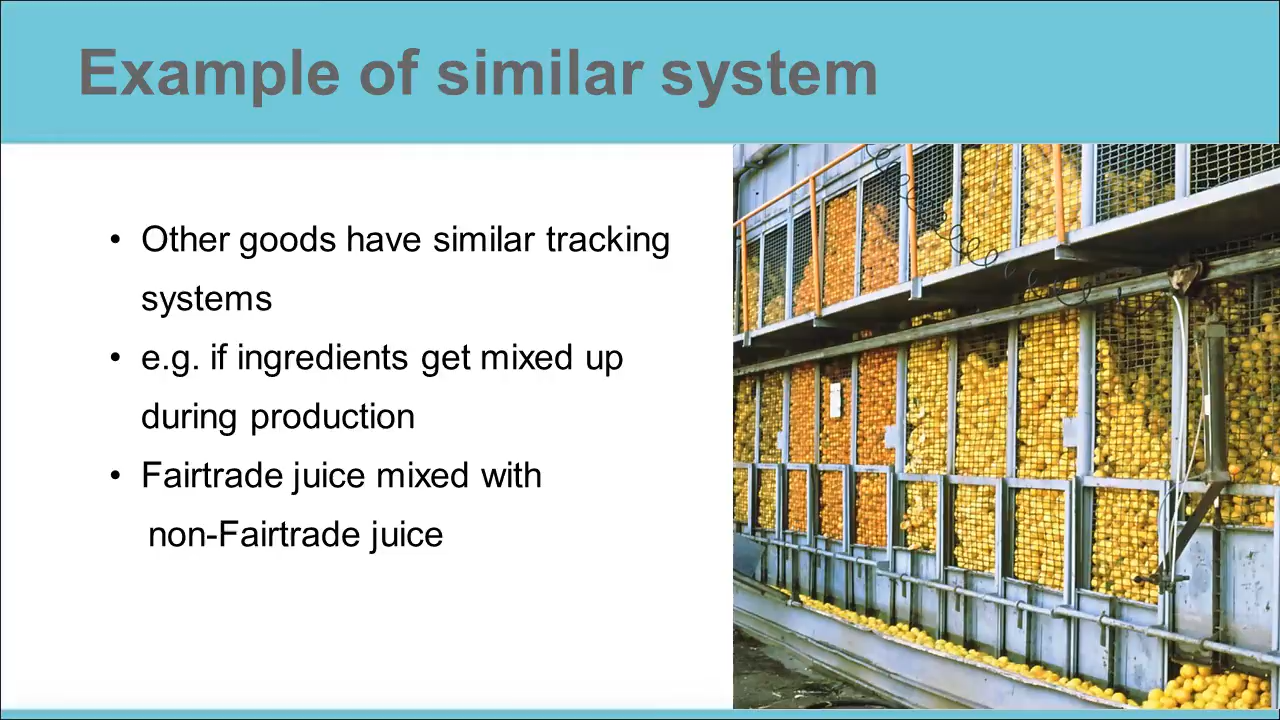 Example of similar system
• Other goods have similar tracking
systems
• e.g. if ingredients get mixed up
during production
• Fairtrade juice mixed with
non-Fairtrade juice